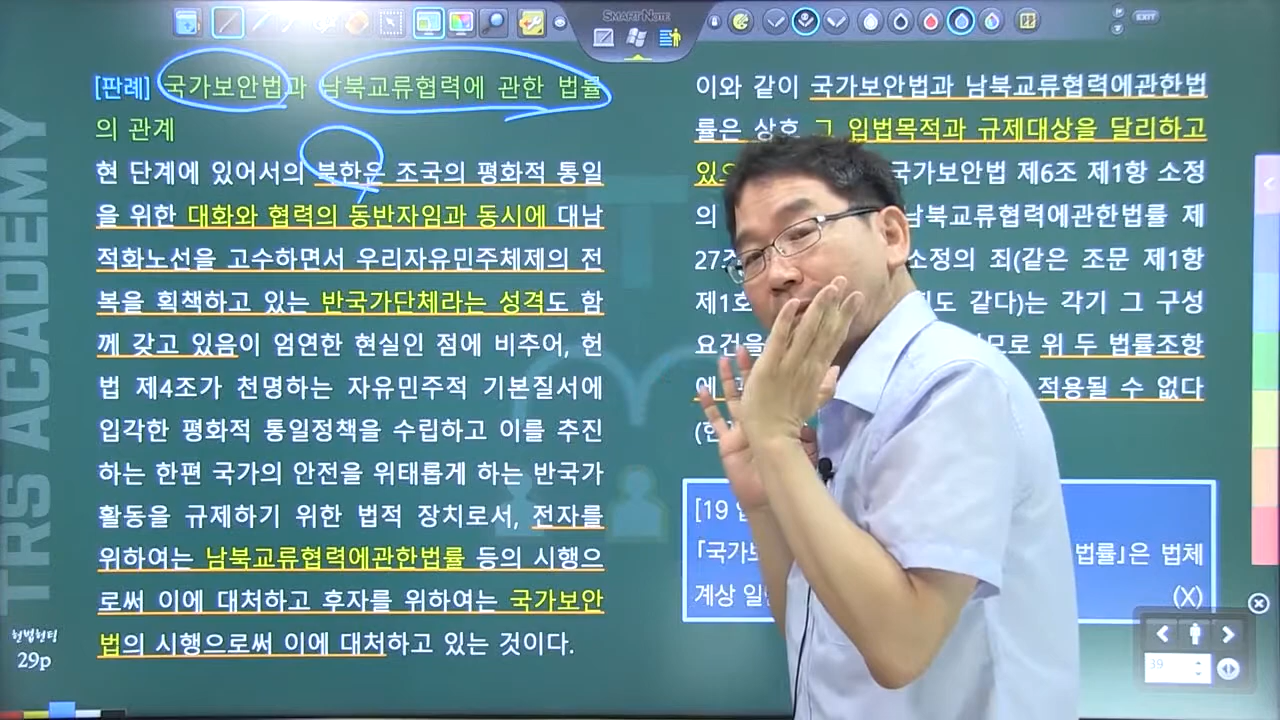 SMART NOTE
EXIT
TRS ACADEMY
[판례] 국가보안법과 남북교류협력에 관한 법률
의 관계
현 단계에 있어서의 북한은 조국의 평화적 통일
을 위한 대화와 협력의 동반자임과 동시에 대남
적화노선을 고수하면서 우리자유민주체제의 전
복을 획책하고 있는 반국가단체라는 성격도 함
께 갖고 있음이 엄연한 현실인 점에 비추어, 헌
법 제4조가 천명하는 자유민주적 기본질서에
입각한 평화적 통일정책을 수립하고 이를 추진
하는 한편 국가의 안전을 위태롭게 하는 반국가
활동을 규제하기 위한 법적 장치로서, 전자를
위하여는 남북교류협력에관한법률 등의 시행으
로써 이에 대처하고 후자를 위하여는 국가보안
법의 시행으로써 이에 대처하고 있는 것이다.
이와 같이 국가보안법과 남북교류협력에관한법
률은 상호 그 입법목적과 규제대상을 달리하고
국가보안법 제6조 제1항 소정
의 남북교류협력에관한법률 제
소정의 죄(같은 조문 제1항
같다)는 각기 그 구성
위 두 법률조항
적용될 수 없다
[19
법률」은 법체
계상 (X)
헌법헌터
29p
39